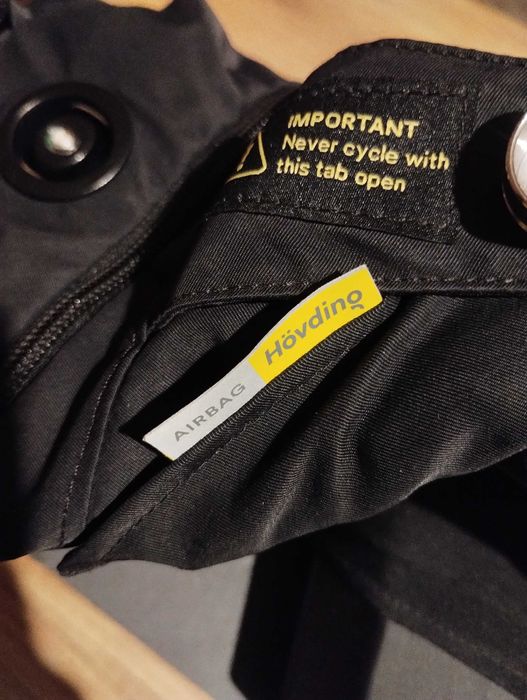 IMPORTANT
Never cycle with
this tab open
AIRBAG Hövding